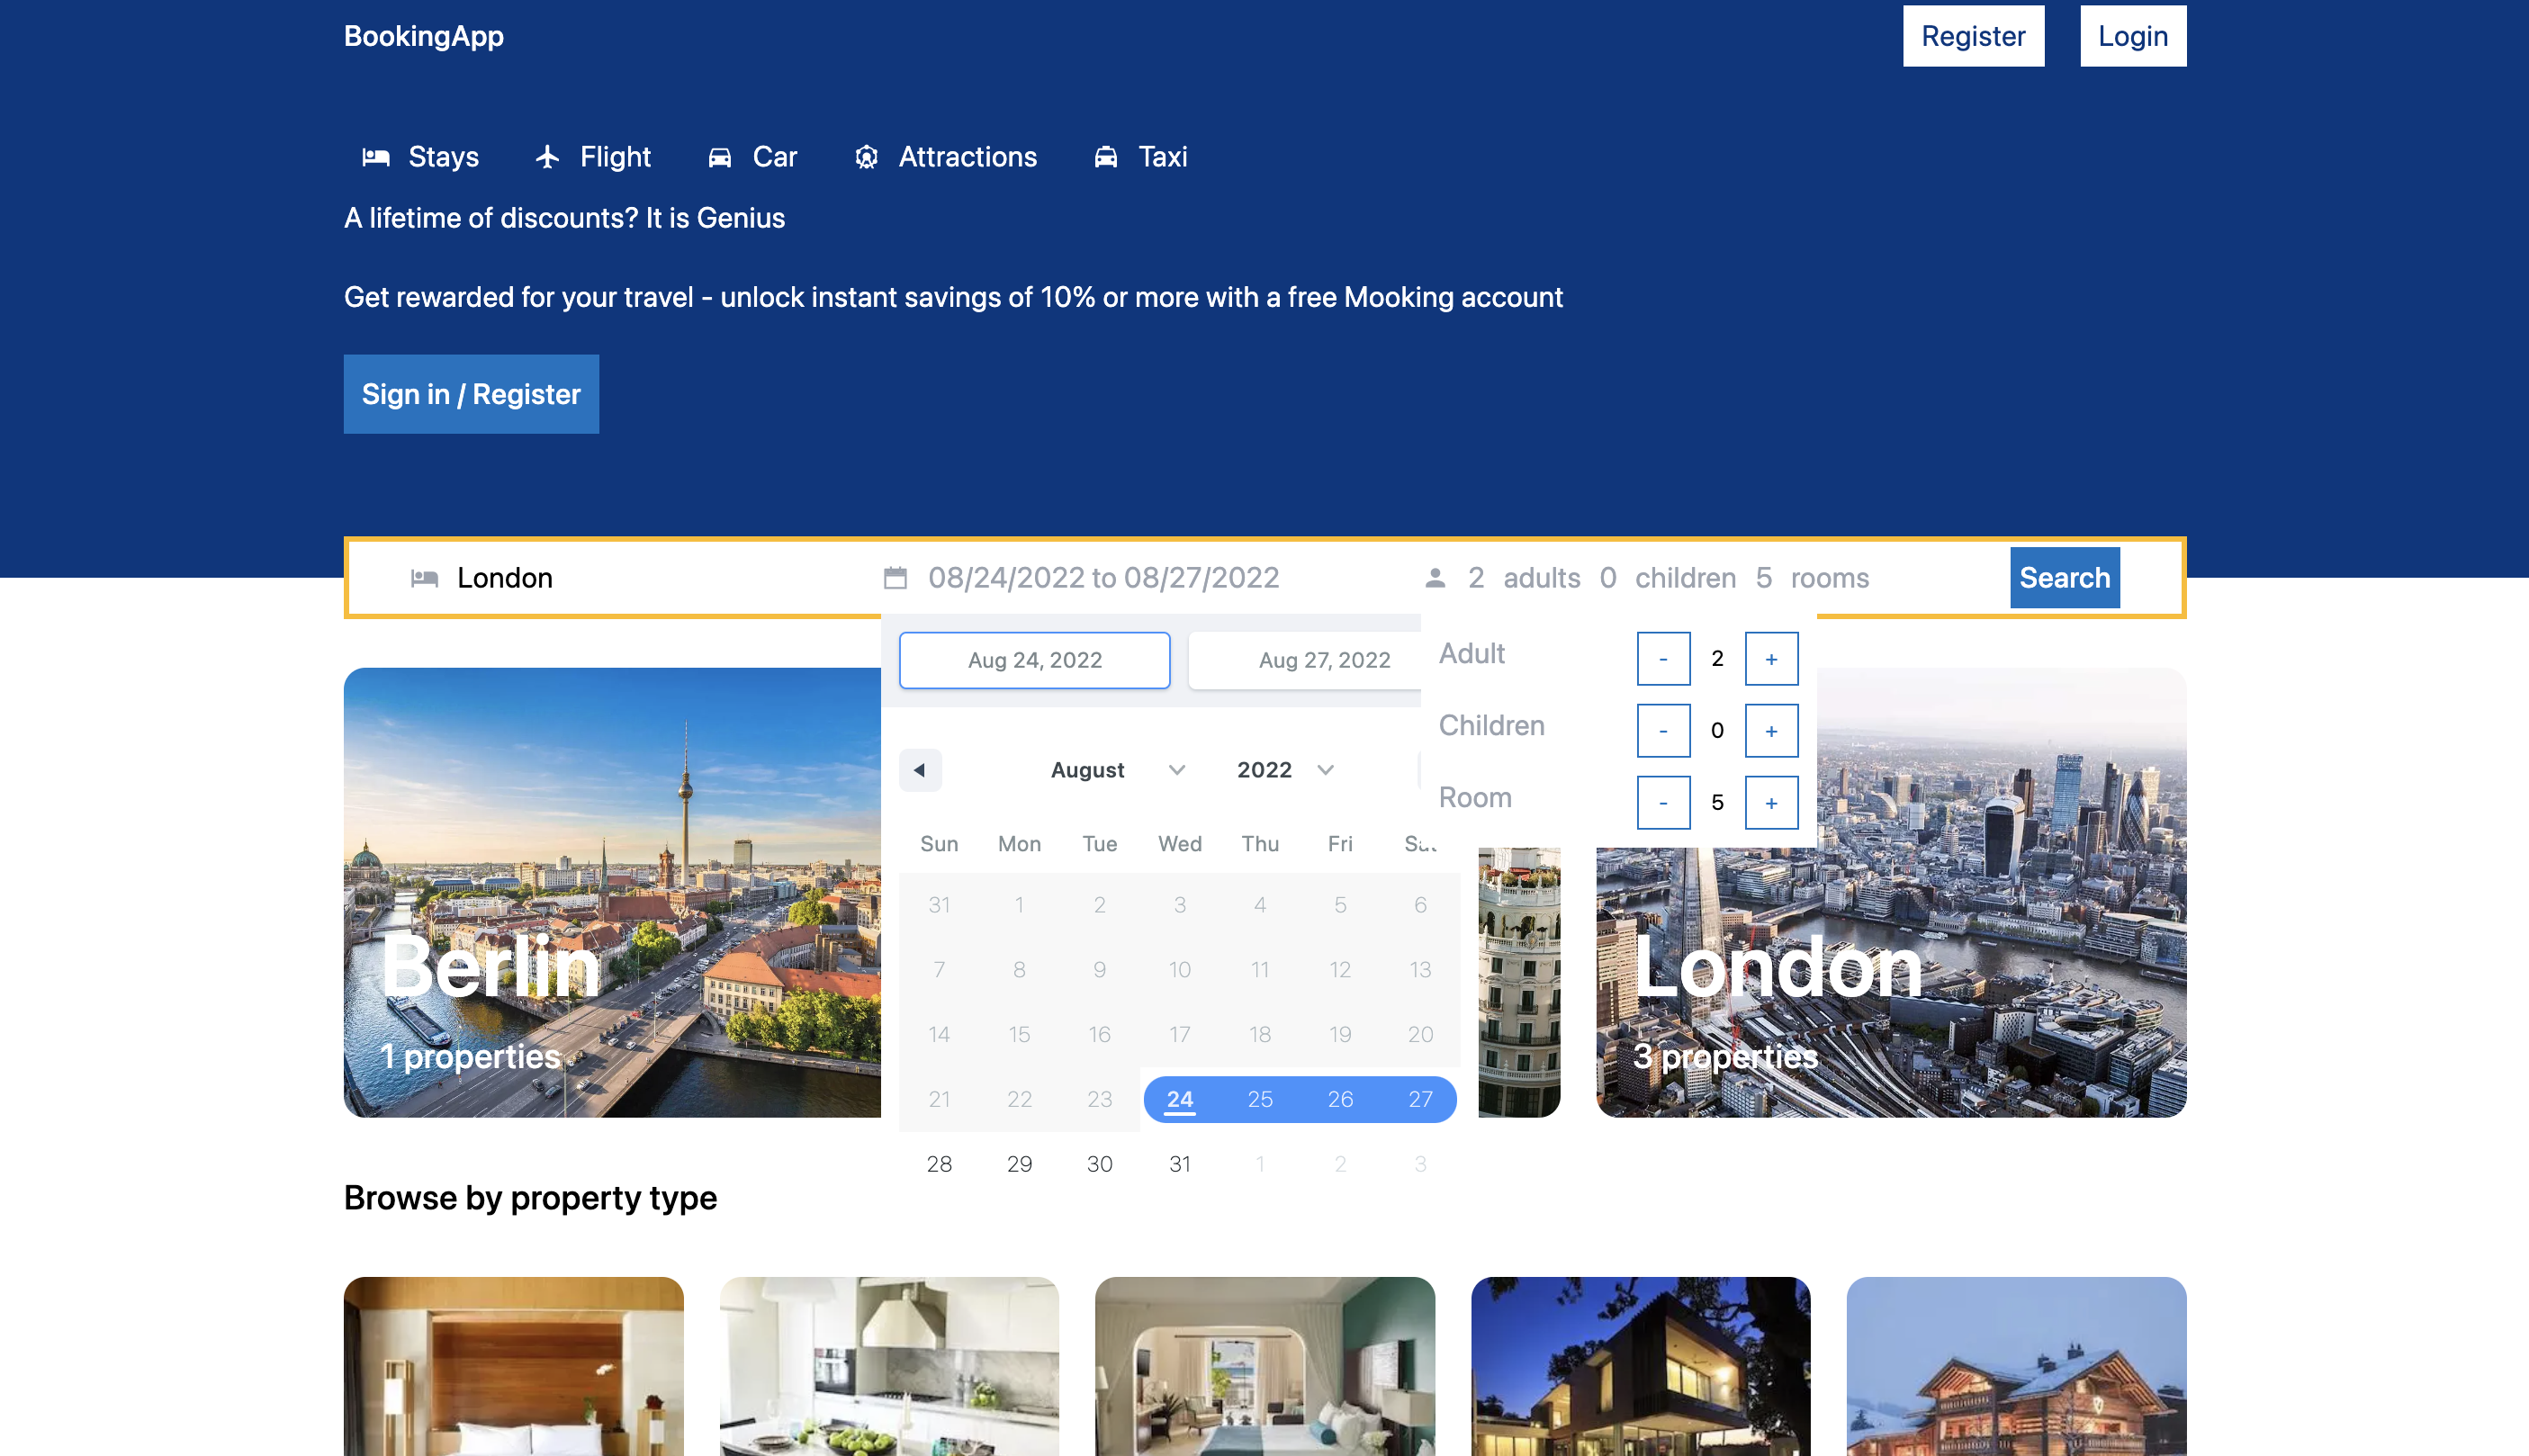 BookingApp
Register
Login
Stays
Flight
Car
Attractions
Taxi
A lifetime of discounts? It is Genius
Get rewarded for your travel - unlock instant savings of 10% or more with a free Mooking account
Sign in / Register
London
08/24/2022 to 08/27/2022
2 adults 0 children 5 rooms
Search
Aug 24, 2022
Aug 27, 2022
Adult - 2 +
Children - 0 +
Room - 5 +
August
2022
Sun Mon Tue Wed Thu Fri Sat
31 1 2 3 4 5 6
7 8 9 10 11 12 13
14 15 16 17 18 19 20
21 22 23 24 25 26 27
28 29 30 31 1 2 3
Berlin
1 properties
London
3 properties
Browse by property type